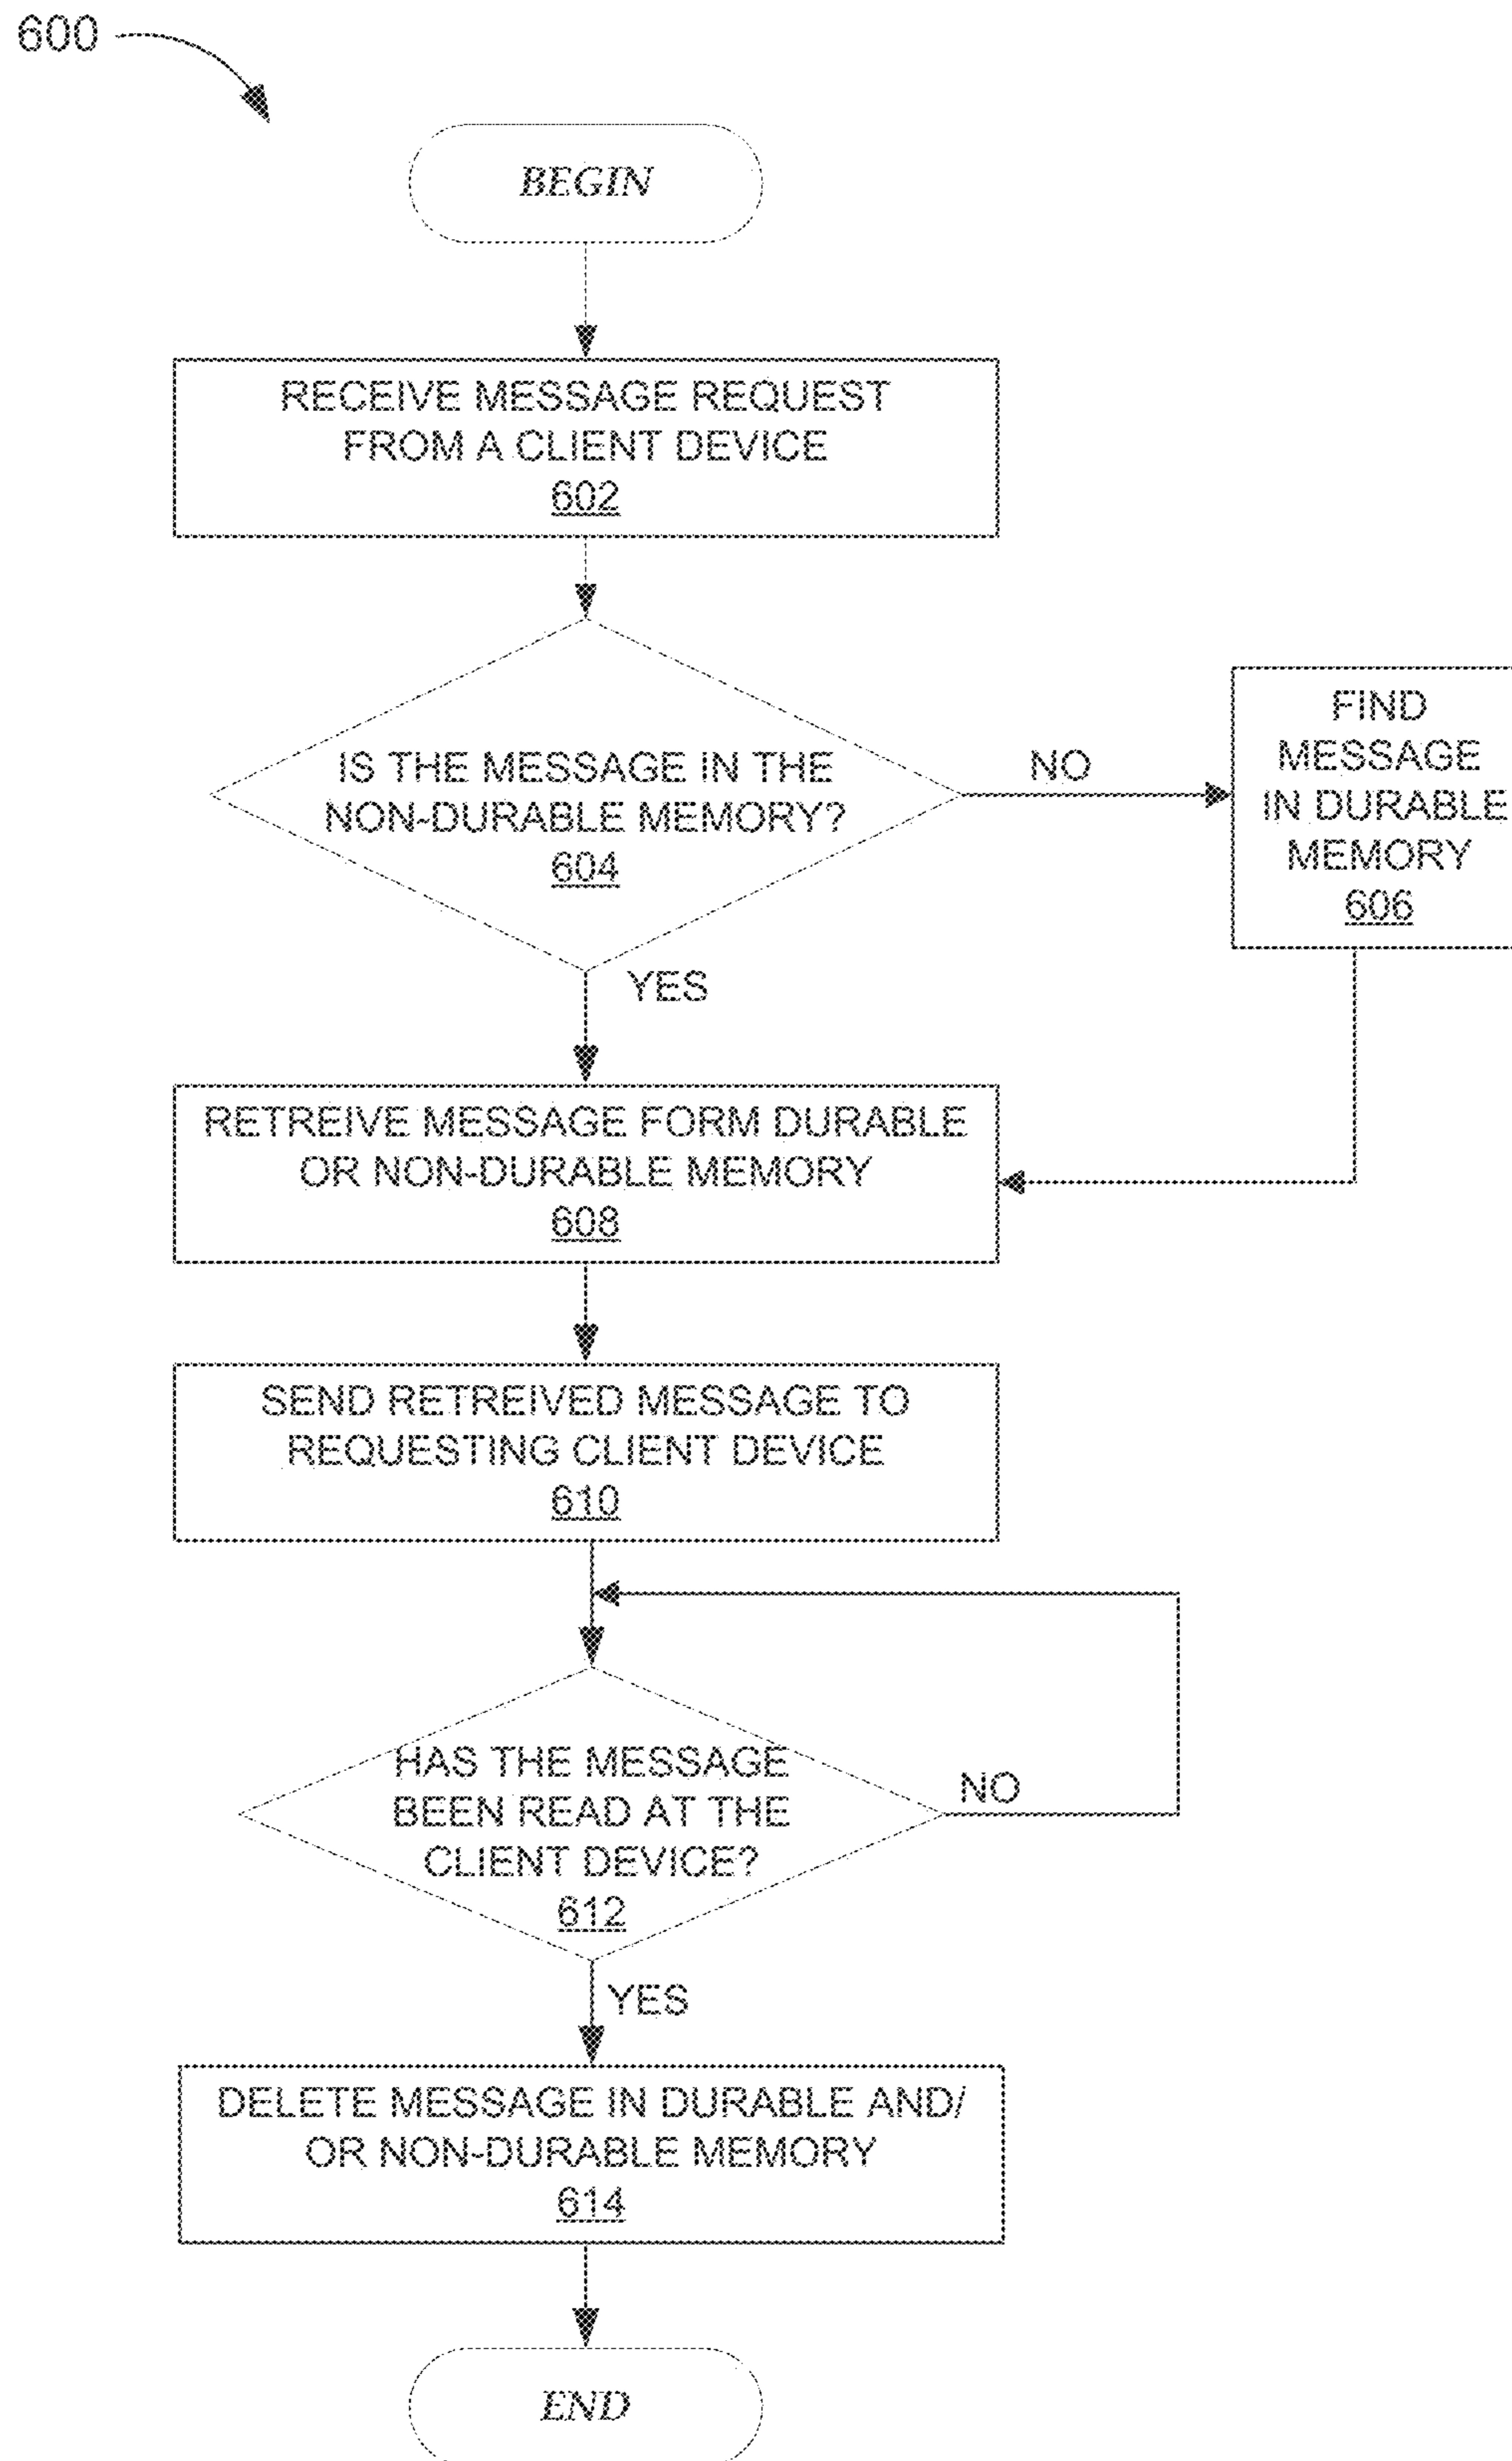 600
BEGIN
RECEIVE MESSAGE REQUEST
FROM A CLIENT DEVICE
602
IS THE MESSAGE IN THE
NON-DURABLE MEMORY?
604
NO
FIND
MESSAGE
IN DURABLE
MEMORY
606
YES
RETREIVE MESSAGE FORM DURABLE
OR NON-DURABLE MEMORY
608
SEND RETREIVED MESSAGE TO
REQUESTING CLIENT DEVICE
610
HAS THE MESSAGE
BEEN READ AT THE
CLIENT DEVICE?
612
NO
YES
DELETE MESSAGE IN DURABLE AND/
OR NON-DURABLE MEMORY
614
END